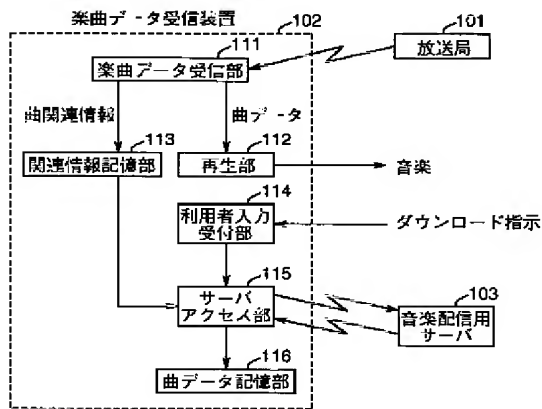 楽曲データ受信装置
102
101
111
放送局
楽曲データ受信部
曲関連情報
曲データ
113
112
関連情報記憶部
再生部
音楽
114
利用者入力
受付部
ダウンロード指示
115
サーバ
アクセス部
103
音楽配信用
サーバ
116
曲データ記憶部